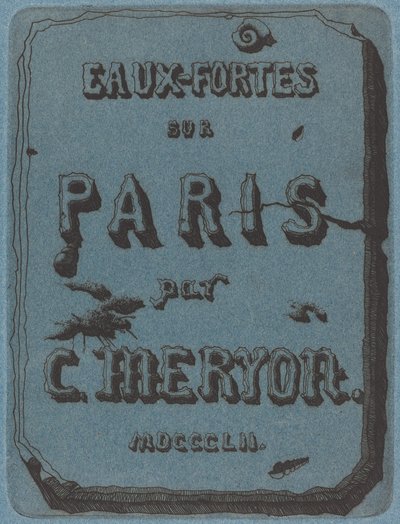 EAUX-FORTES
SUR
PARIS
par
C. MERYON.
MDCCCLII.